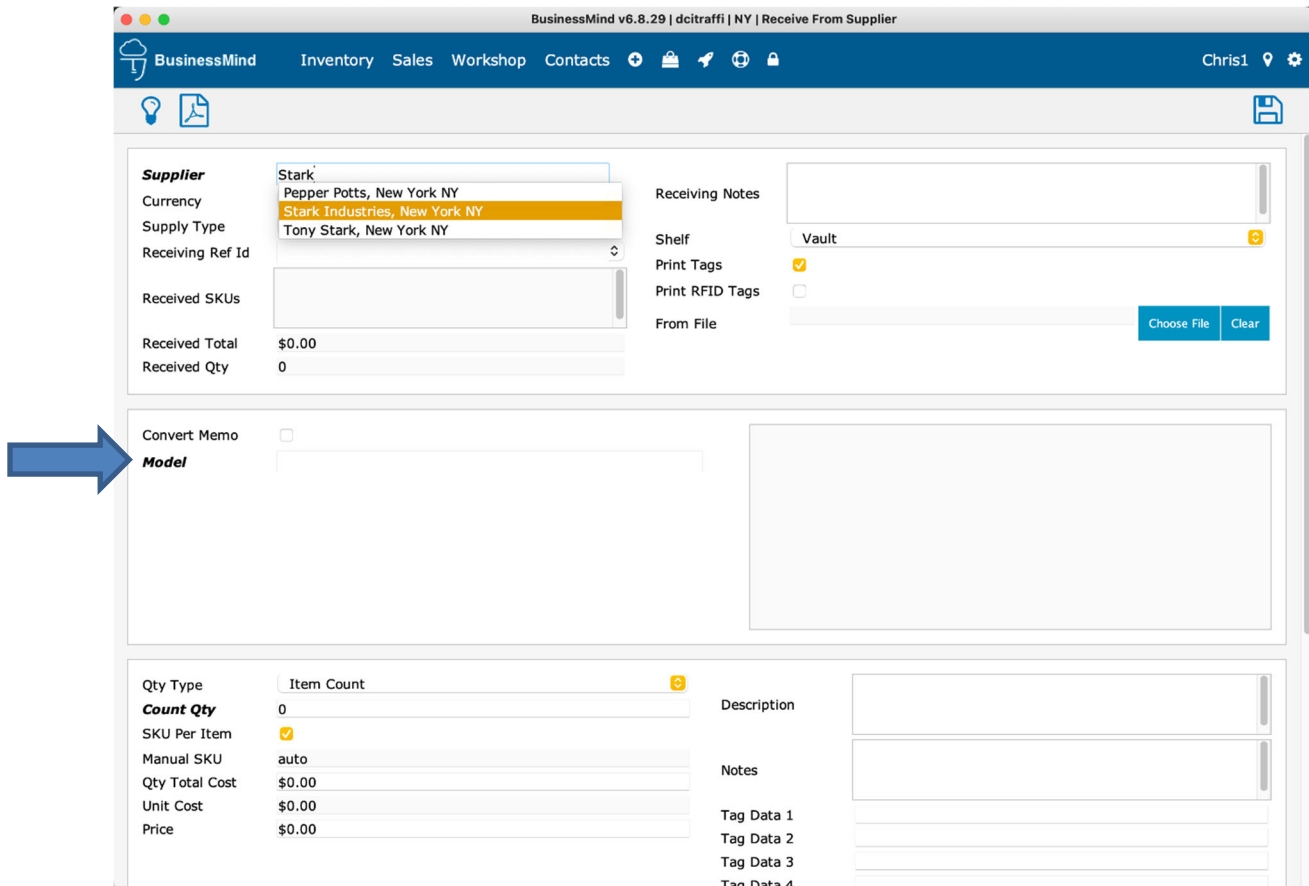 BusinessMind v6.8.29 | dcitraffi | NY | Receive From Supplier
BusinessMind Inventory Sales Workshop Contacts Chris1
Supplier Stark
Pepper Potts, New York NY
Stark Industries, New York NY
Tony Stark, New York NY
Currency
Supply Type
Receiving Ref Id
Received SKUs
Received Total $0.00
Received Qty 0
Receiving Notes
Shelf Vault
Print Tags
Print RFID Tags
From File Choose File Clear
Convert Memo
Model
Qty Type Item Count
Count Qty 0
SKU Per Item
Manual SKU auto
Qty Total Cost $0.00
Unit Cost $0.00
Price $0.00
Description
Notes
Tag Data 1
Tag Data 2
Tag Data 3
Tag Data 4